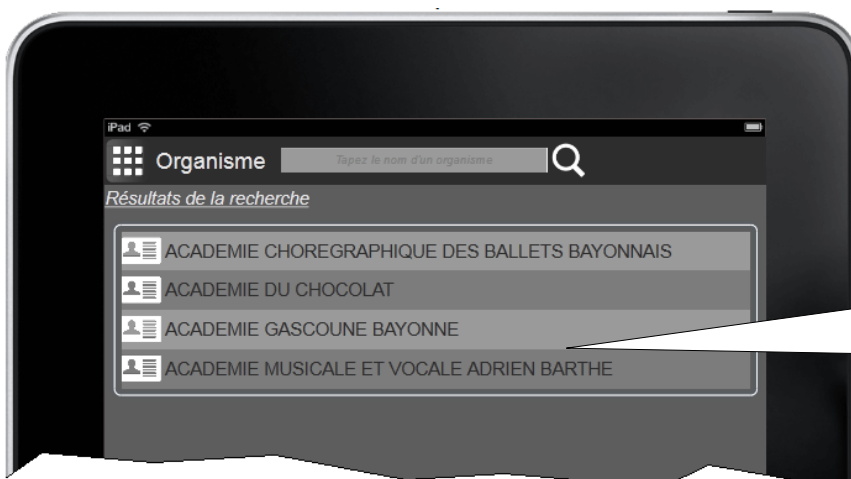 iPad
Organisme Tapez le nom d'un organisme
Résultats de la recherche
ACADEMIE CHOREGRAPHIQUE DES BALLETS BAYONNAIS
ACADEMIE DU CHOCOLAT
ACADEMIE GASCOUNE BAYONNE
ACADEMIE MUSICALE ET VOCALE ADRIEN BARTHE